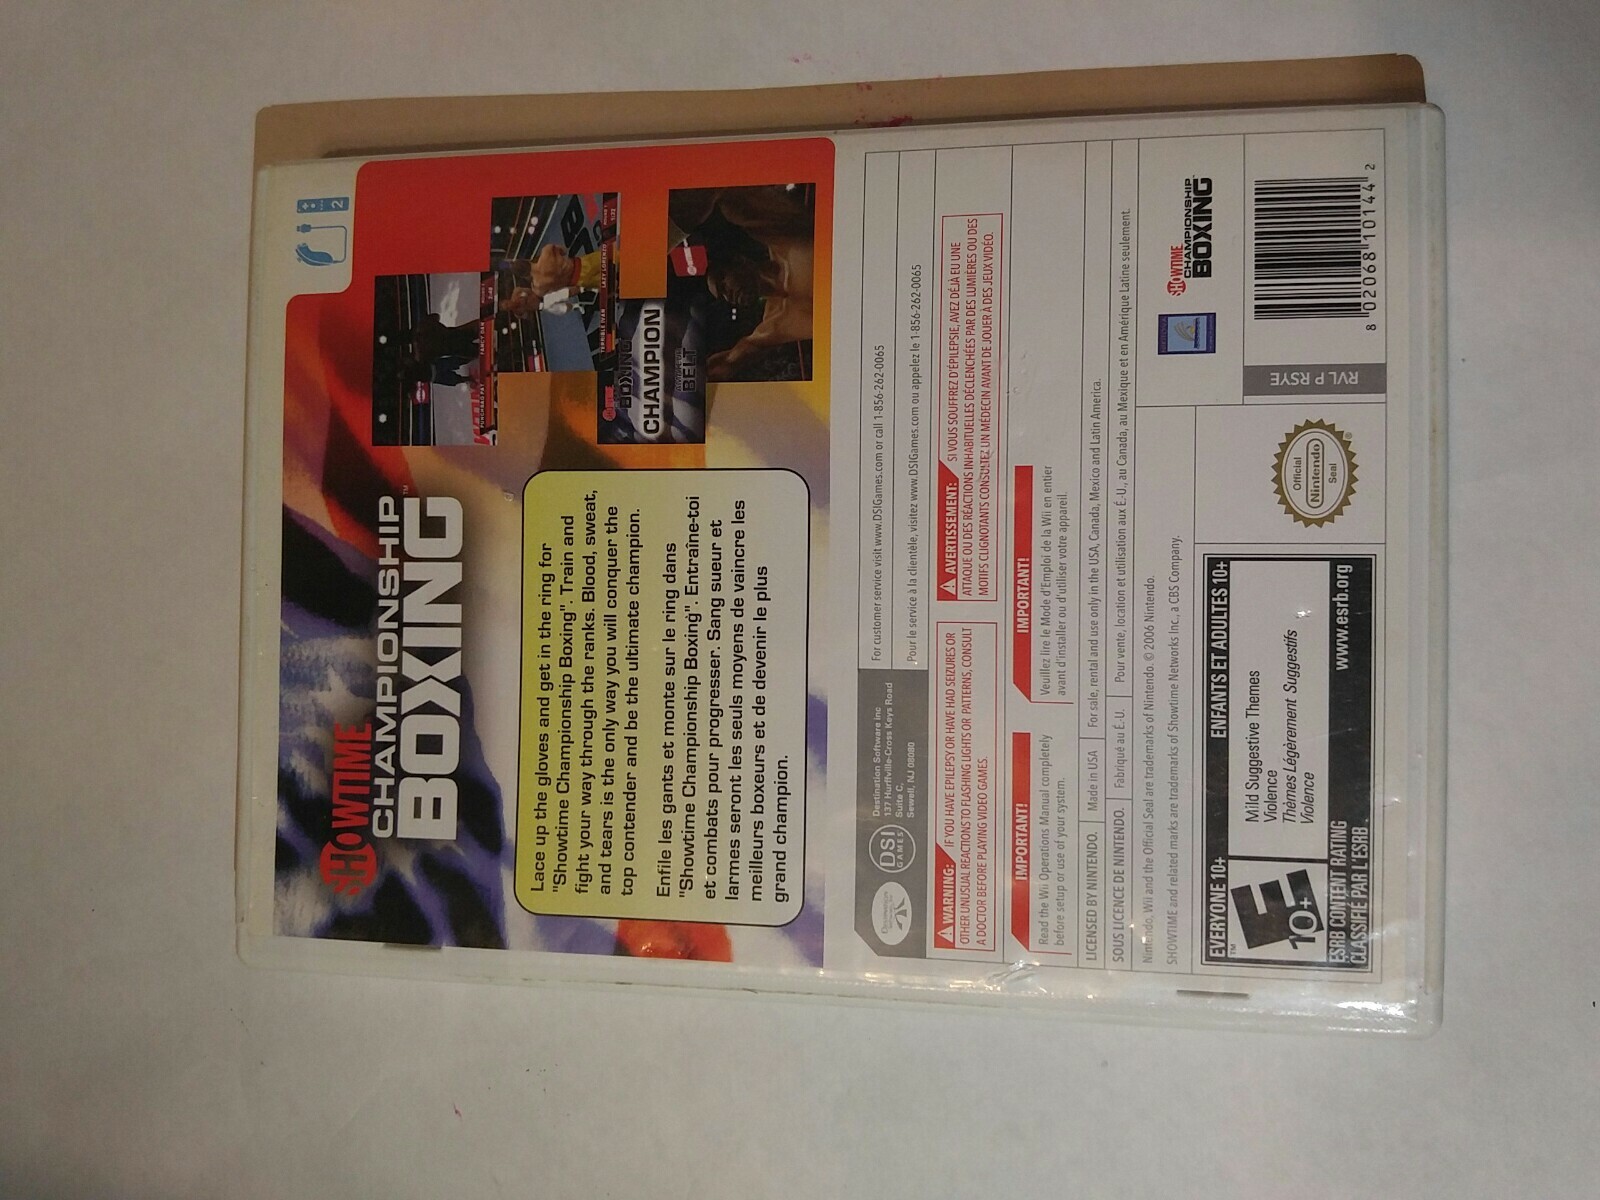 2
SHOWTIME
CHAMPIONSHIP
BOXING™
Lace up the gloves and get in the ring for
"Showtime Championship Boxing". Train and
fight your way through the ranks. Blood, sweat,
and tears is the only way you will conquer the
top contender and be the ultimate champion.
Enfile les gants et monte sur le ring dans
"Showtime Championship Boxing". Entraine-toi
et combats pour progresser. Sang sueur et
larmes seront les seuls moyens de vaincre les
meilleurs boxeurs et de devenir le plus
grand champion.
BOXING
CHAMPION
BELT
DSI
GAMES
Destination Software Inc
137 Hurffville-Cross Keys Road
Suite C,
Sewell, NJ 08080
For customer service visit www.DSIGames.com or call 1-856-262-0065
Pour le service à la clientèle, visitez www.DSIGames.com ou appelez le 1-856-262-0065
WARNING: IF YOU HAVE EPILEPSY OR HAVE HAD SEIZURES OR
OTHER UNUSUAL REACTIONS TO FLASHING LIGHTS OR PATTERNS, CONSULT
A DOCTOR BEFORE PLAYING VIDEO GAMES.
AVERTISSEMENT: SI VOUS SOUFFREZ D'ÉPILEPSIE, AVEZ DÉJÀ EU UNE
ATTAQUE OU DES RÉACTIONS INHABITUELLES DÉCLENCHÉES PAR DES LUMIÈRES OU DES
MOTIFS CLIGNOTANTS CONSULTEZ UN MÉDECIN AVANT DE JOUER À DES JEUX VIDÉO.
IMPORTANT!
Read the Wii Operations Manual completely
before setup or use of your system.
IMPORTANT!
Veuillez lire le Mode d'Emploi de la Wii en entier
avant d'installer ou d'utiliser votre appareil.
LICENSED BY NINTENDO. Made in USA For sale, rental and use only in the USA, Canada, Mexico and Latin America.
SOUS LICENCE DE NINTENDO. Fabriqué au É.-U. Pour vente, location et utilisation aux É.-U., au Canada, au Mexique et en Amérique Latine seulement.
Nintendo, Wii and the Official Seal are trademarks of Nintendo. © 2006 Nintendo.
SHOWTIME and related marks are trademarks of Showtime Networks Inc., a CBS Company.
SHOWTIME
CHAMPIONSHIP
BOXING™
EVERYONE 10+ ENFANTS ET ADULTES 10+
E
10+
Mild Suggestive Themes
Violence
Thèmes Légèrement Suggestifs
Violence
ESRB CONTENT RATING www.esrb.org
CLASSIFIÉ PAR L'ESRB
Official
Nintendo
Seal
®
RVL P RSYE
8 02068 10144 2